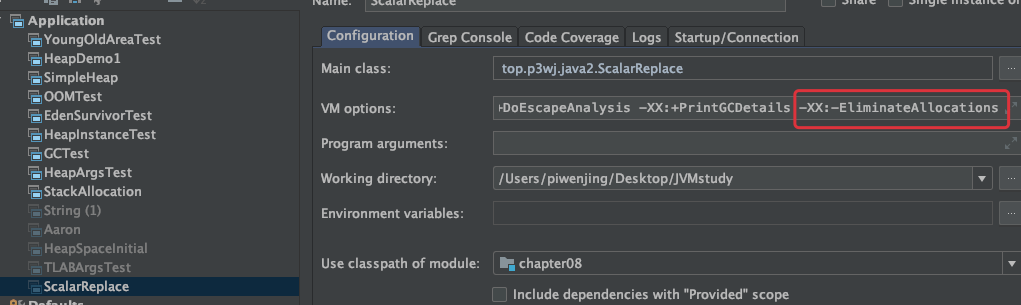 Name: ScalarReplace Share Single instance on
Application
YoungOldAreaTest
HeapDemo1
SimpleHeap
OOMTest
EdenSurvivorTest
HeapInstanceTest
GCTest
HeapArgsTest
StackAllocation
String (1)
Aaron
HeapSpaceInitial
TLABArgsTest
ScalarReplace
Defaults
Configuration Grep Console Code Coverage Logs Startup/Connection
Main class: top.p3wj.java2.ScalarReplace ...
VM options: DoEscapeAnalysis -XX:+PrintGCDetails -XX:-EliminateAllocations
Program arguments:
Working directory: /Users/piwenjing/Desktop/JVMstudy ...
Environment variables: ...
Use classpath of module: chapter08
Include dependencies with "Provided" scope